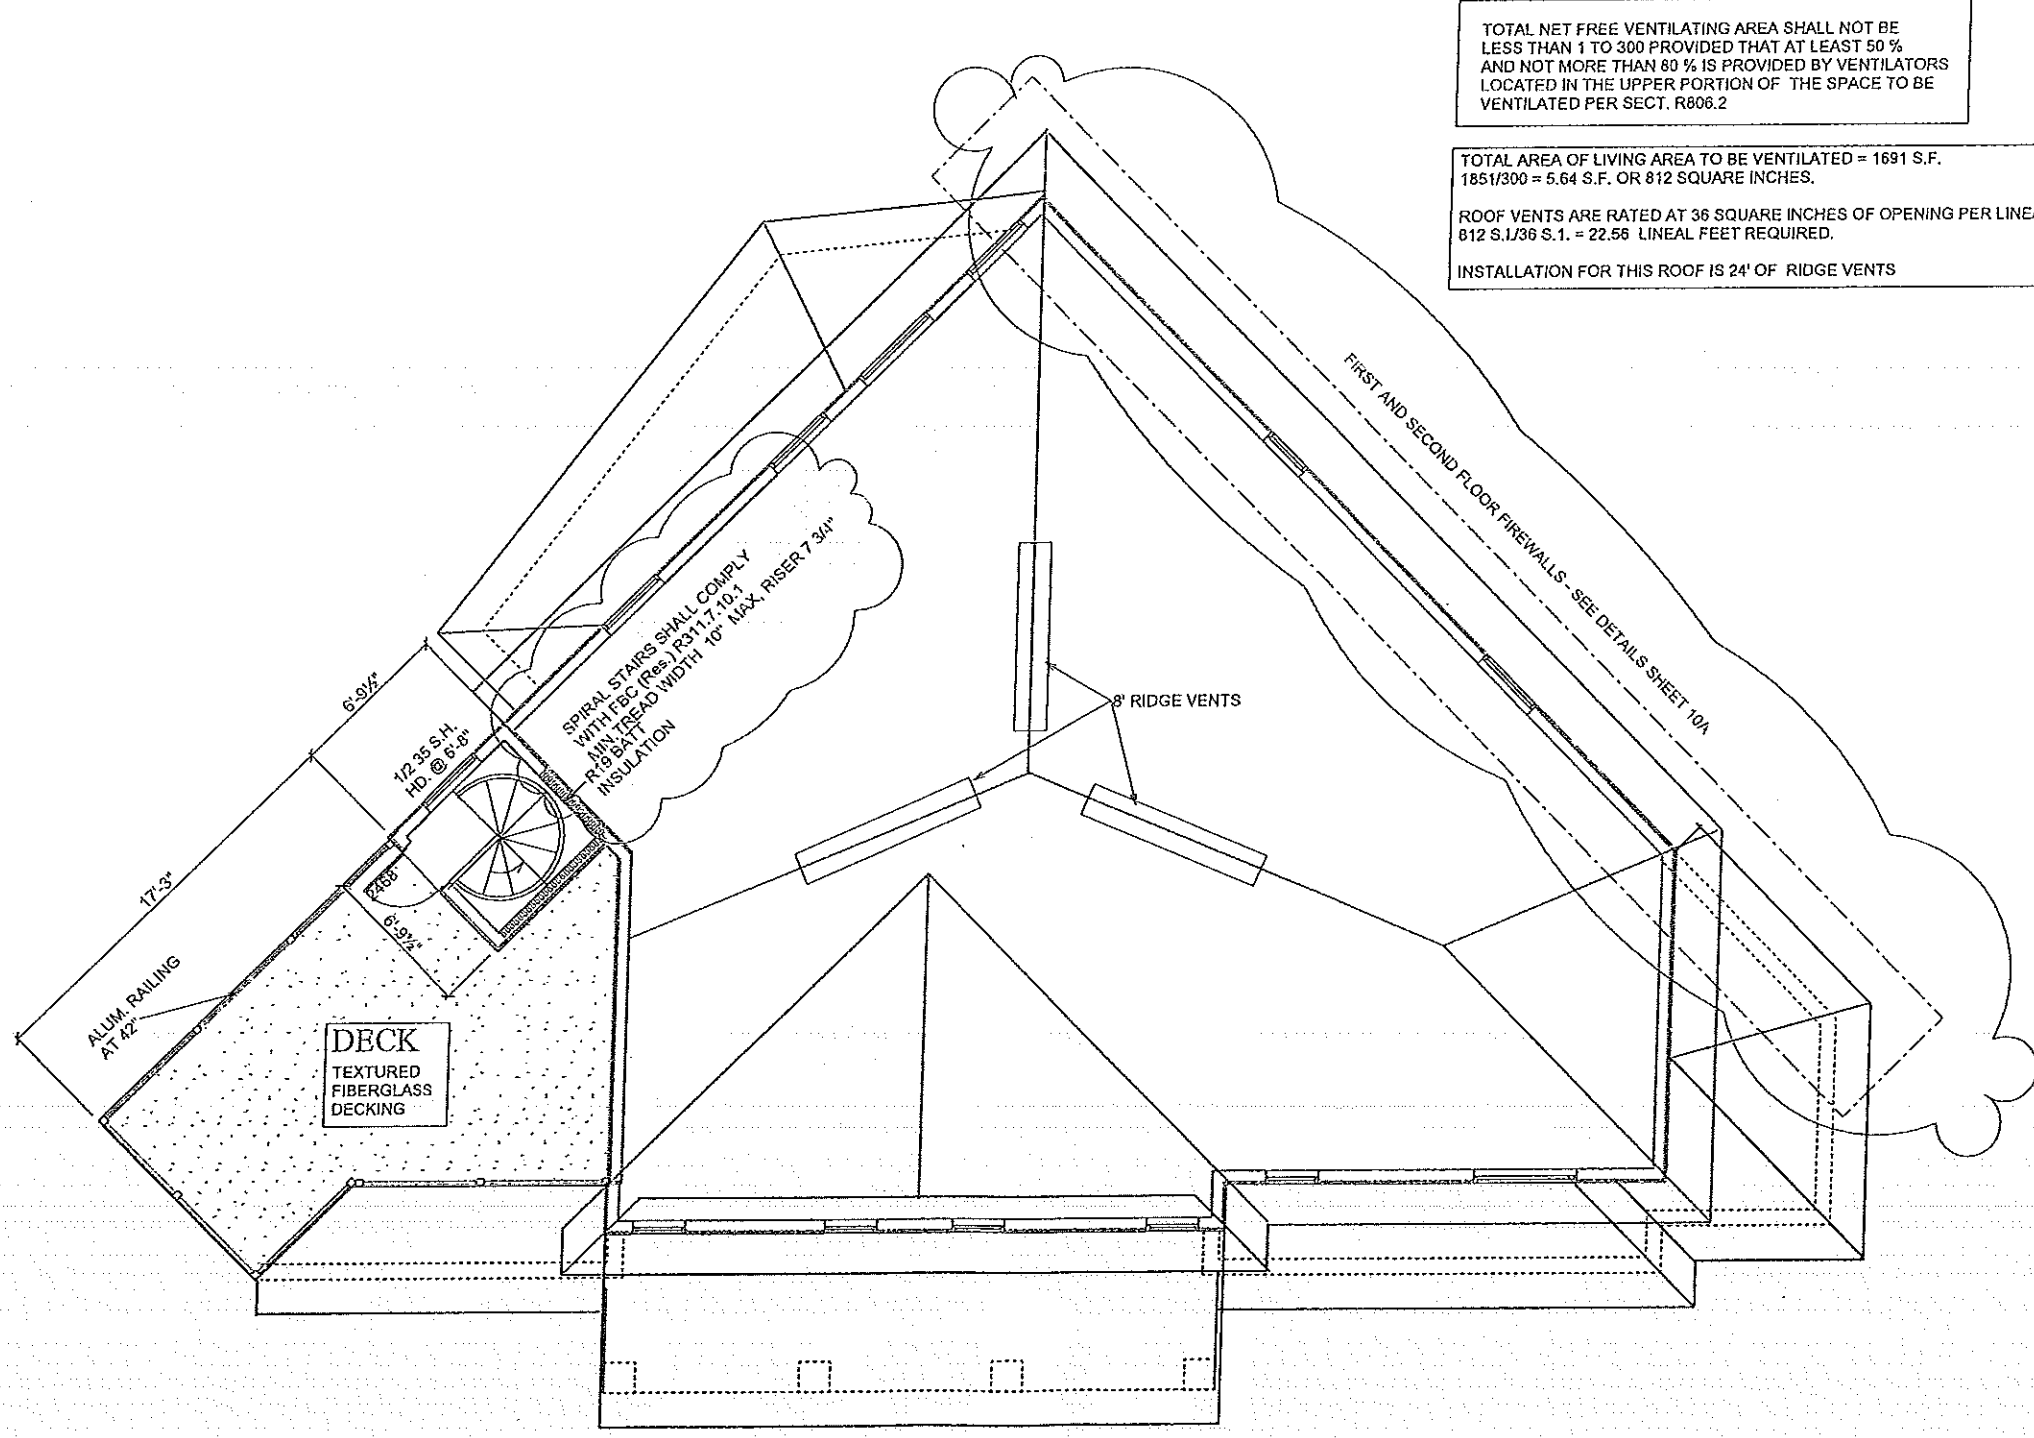 TOTAL NET FREE VENTILATING AREA SHALL NOT BE
LESS THAN 1 TO 300 PROVIDED THAT AT LEAST 50 %
AND NOT MORE THAN 80 % IS PROVIDED BY VENTILATORS
LOCATED IN THE UPPER PORTION OF THE SPACE TO BE
VENTILATED PER SECT. R806.2
TOTAL AREA OF LIVING AREA TO BE VENTILATED = 1691 S.F.
1851/300 = 5.64 S.F. OR 812 SQUARE INCHES.
ROOF VENTS ARE RATED AT 36 SQUARE INCHES OF OPENING PER
812 S.I./36 S.1. = 22.56 LINEAL FEET REQUIRED.
INSTALLATION FOR THIS ROOF IS 24' OF RIDGE VENTS
FIRST AND SECOND FLOOR FIREWALLS - SEE DETAILS SHEET 10A
SPIRAL STAIRS SHALL COMPLY
WITH FBC (Res.) R311.7.10.1
MIN. TREAD WIDTH 10" MAX, RISER 7 3/4"
R19 BATT
INSULATION
8' RIDGE VENTS
6'-9½"
1/2 35 S.H.
HD. @ 6'-8"
17'-3"
2468
6'-9½"
ALUM. RAILING
AT 42"
DECK
TEXTURED
FIBERGLASS
DECKING